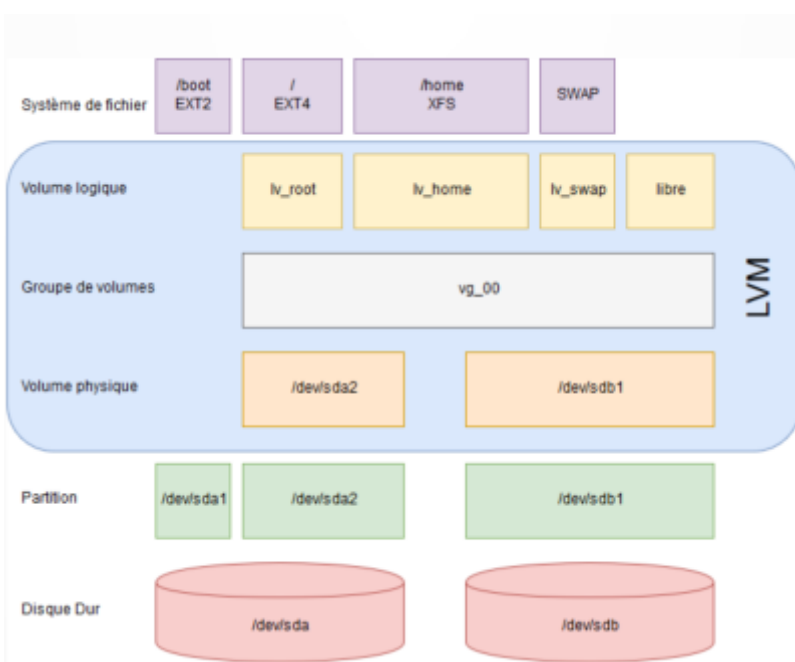 /boot
EXT2
/
EXT4
/home
XFS
SWAP
Système de fichier
Volume logique
lv_root
lv_home
lv_swap
libre
Groupe de volumes
vg_00
LVM
Volume physique
/dev/sda2
/dev/sdb1
Partition
/dev/sda1
/dev/sda2
/dev/sdb1
Disque Dur
/dev/sda
/dev/sdb